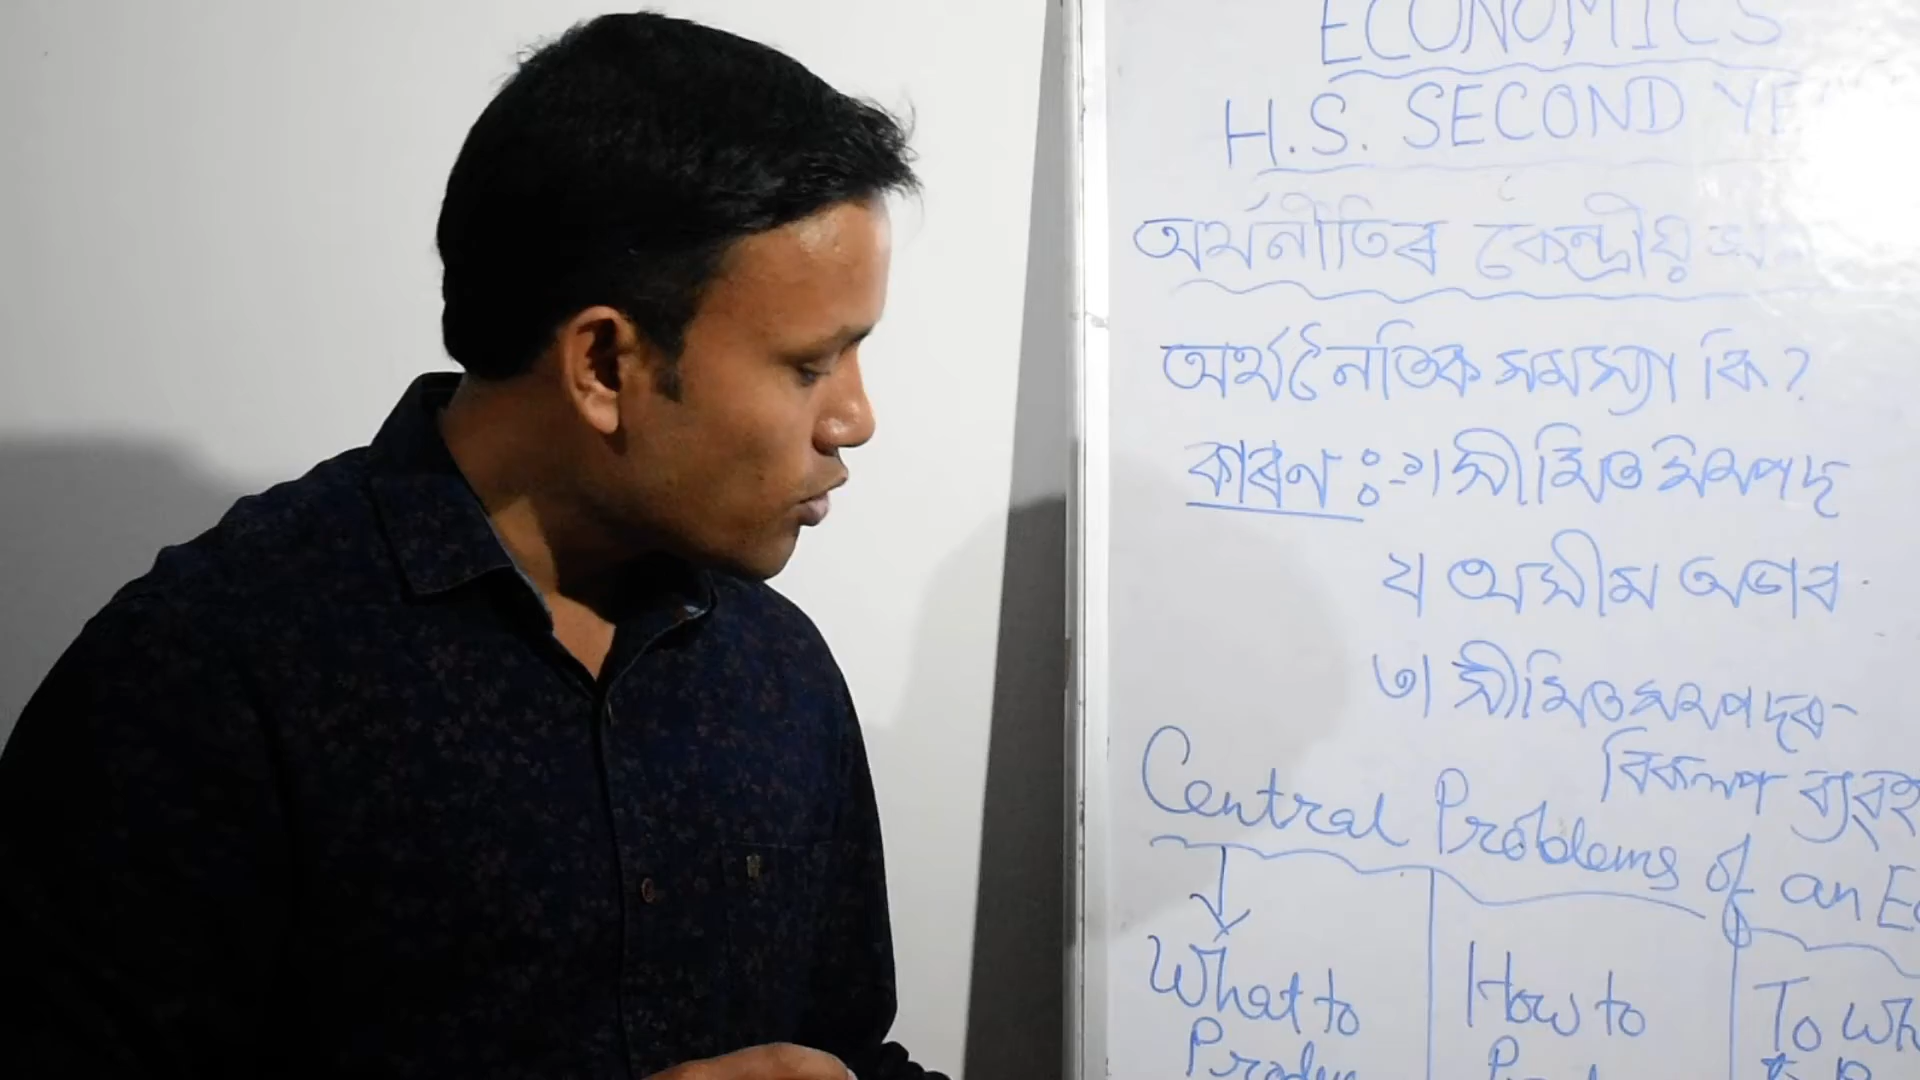 ECONOMICS
H.S. SECOND YE
অৰ্থনীতিৰ কেন্দ্ৰীয়
অৰ্থনৈতিক সমস্যা কি?
কাৰণ :- ১। সীমিত সম্পদ
২। অসীম অভাৱ
৩। সীমিত সম্পদৰ-
বিকল্প
Central Problems of an E
What to
How to
To Wh